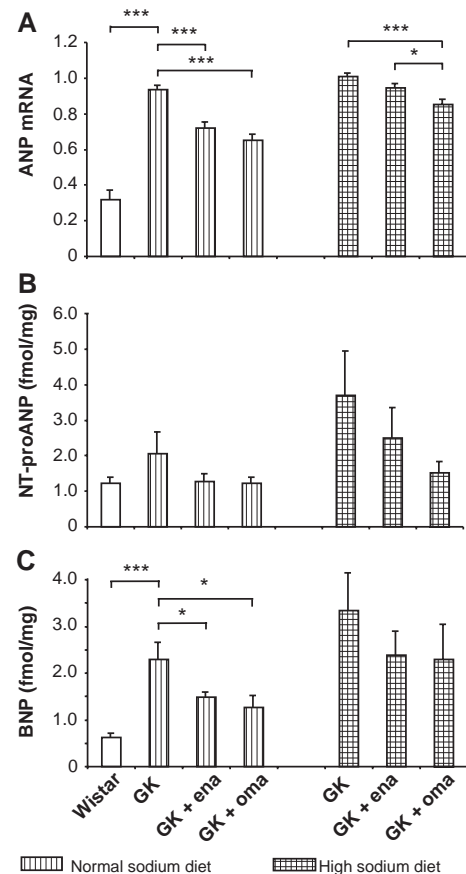 A
ANP mRNA
1.2
1.0
0.8
0.6
0.4
0.2
0
***
***
***
***
*
B
NT-proANP (fmol/mg)
6.0
5.0
4.0
3.0
2.0
1.0
0
C
BNP (fmol/mg)
4.0
3.0
2.0
1.0
0
***
*
*
Wistar
GK
GK + ena
GK + oma
GK
GK + ena
GK + oma
Normal sodium diet
High sodium diet